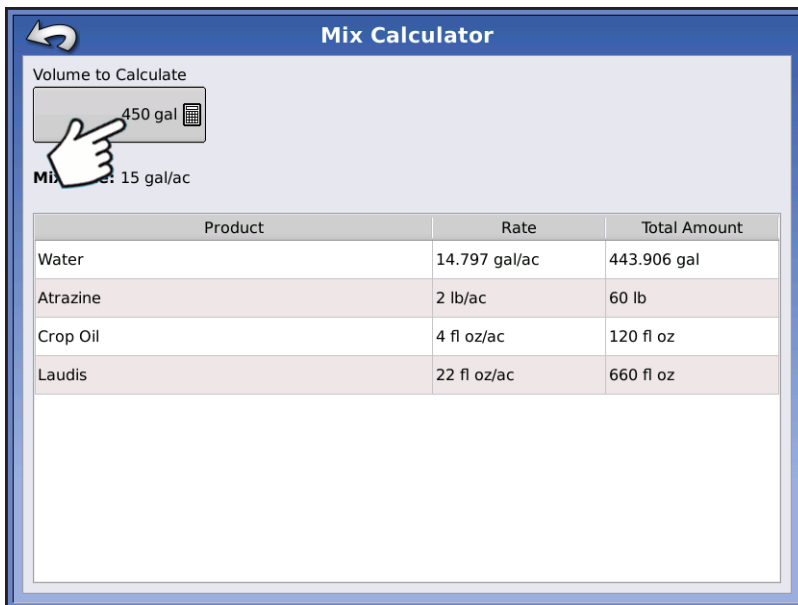 Mix Calculator
Volume to Calculate
450 gal
15 gal/ac
Product Rate Total Amount
Water 14.797 gal/ac 443.906 gal
Atrazine 2 lb/ac 60 lb
Crop Oil 4 fl oz/ac 120 fl oz
Laudis 22 fl oz/ac 660 fl oz